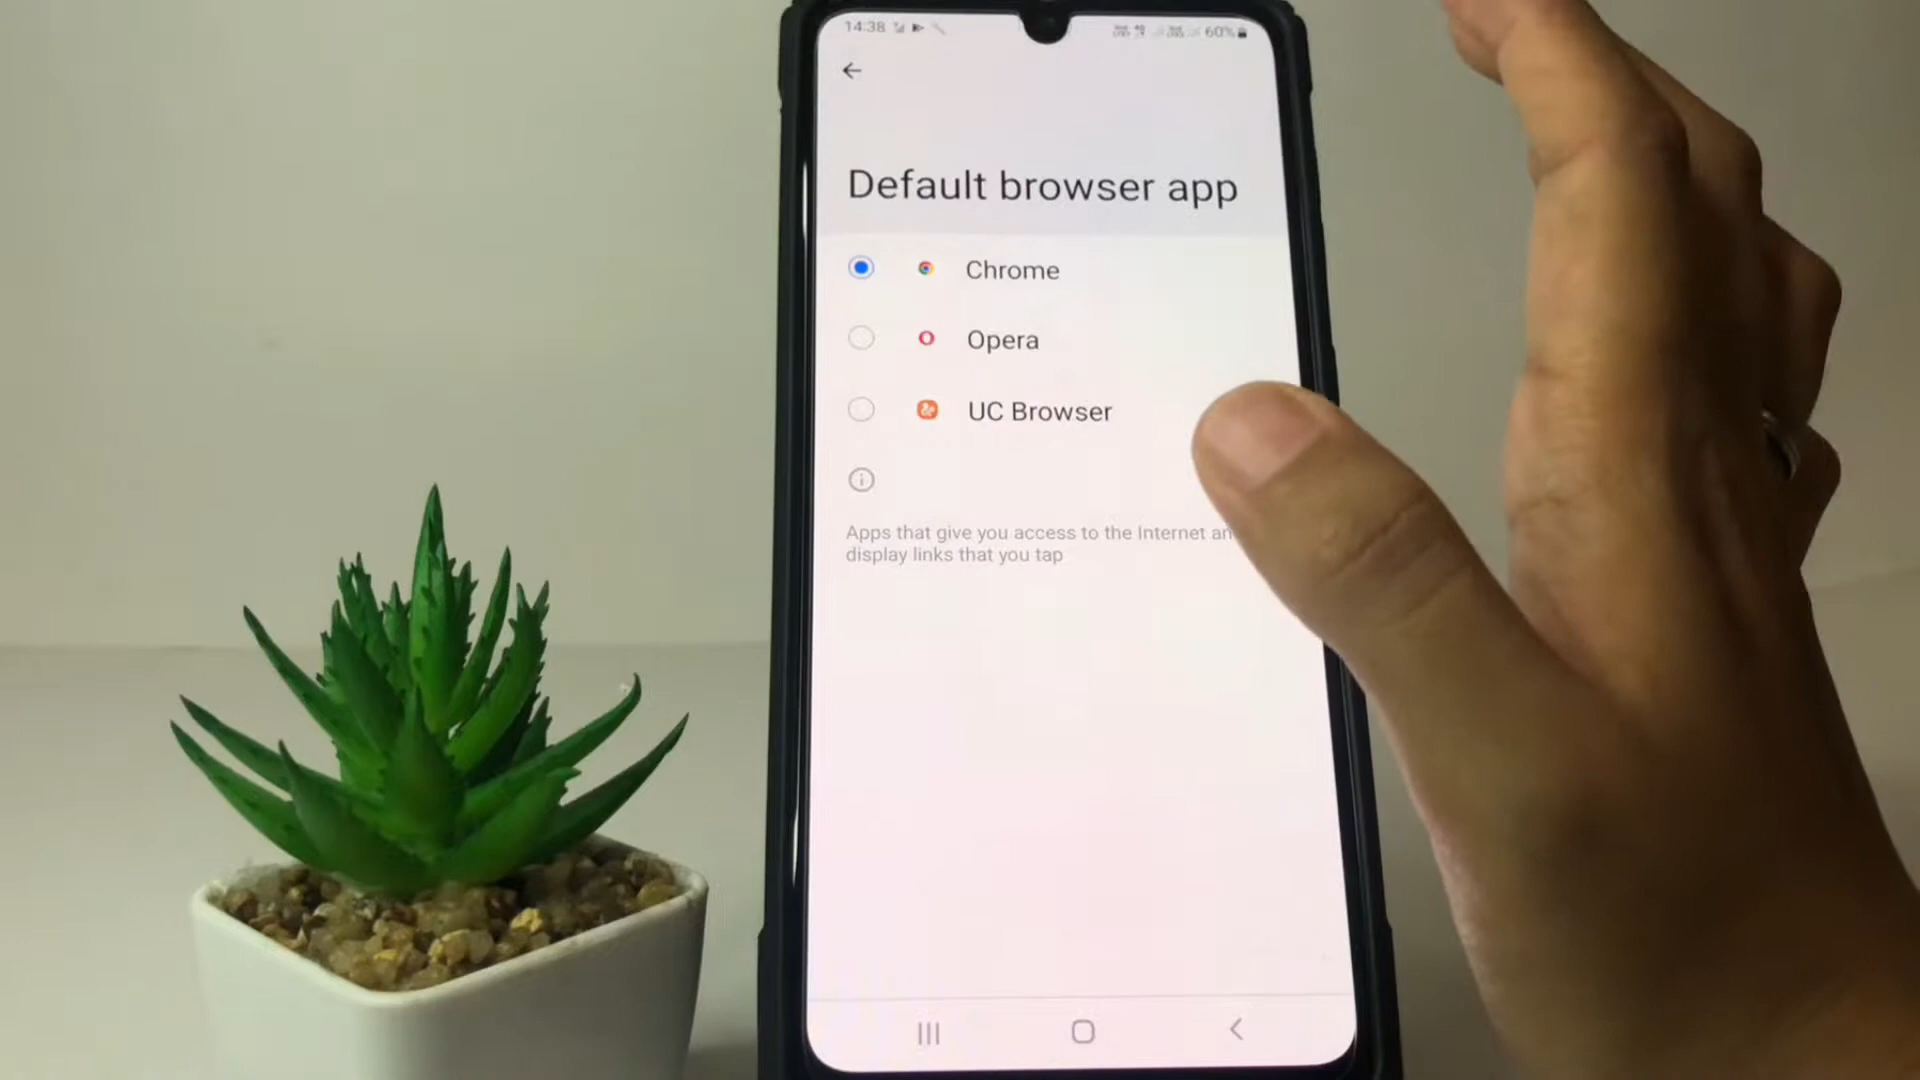 14:38
60%
Default browser app
Chrome
Opera
UC Browser
Apps that give you access to the Internet an
display links that you tap